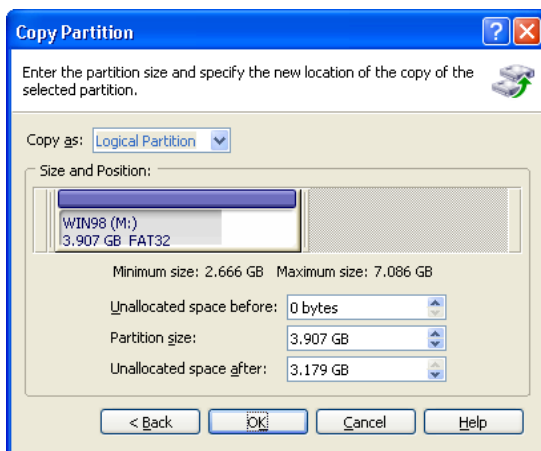 Copy Partition
Enter the partition size and specify the new location of the copy of the
selected partition.
Copy as: Logical Partition
Size and Position:
WIN98 (M:)
3.907 GB FAT32
Minimum size: 2.666 GB Maximum size: 7.086 GB
Unallocated space before: 0 bytes
Partition size: 3.907 GB
Unallocated space after: 3.179 GB
< Back OK Cancel Help